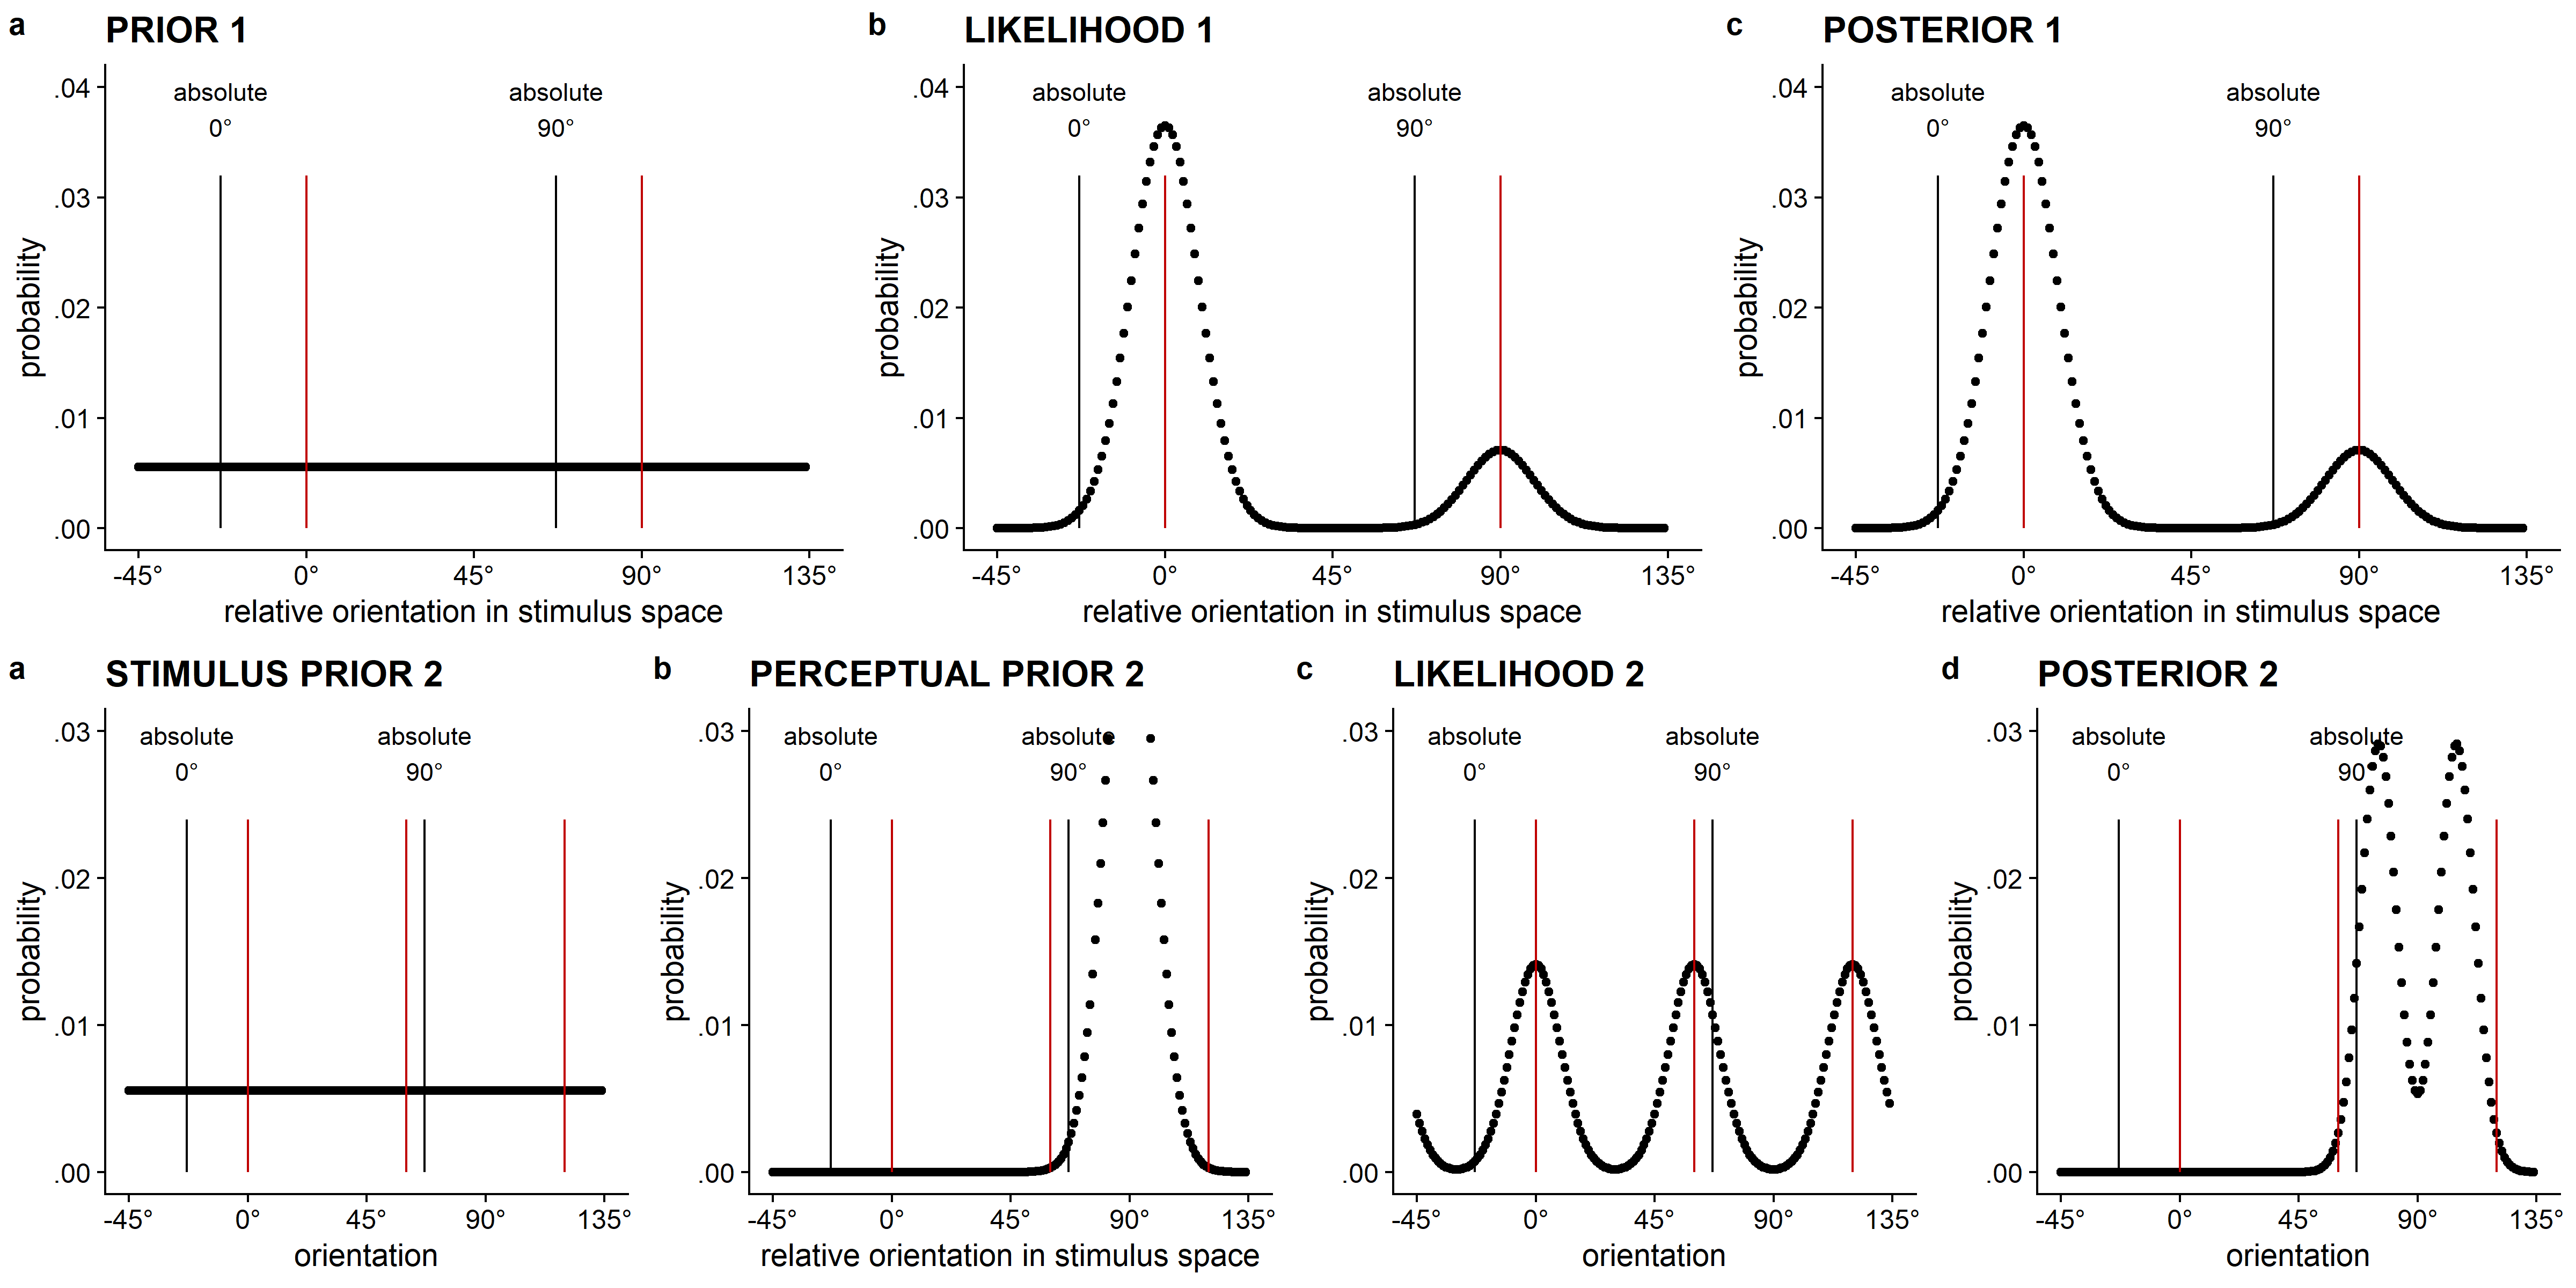 a PRIOR 1
.04
.03
.02
.01
.00
probability
absolute
0°
absolute
90°
-45° 0° 45° 90° 135°
relative orientation in stimulus space
b LIKELIHOOD 1
.04
.03
.02
.01
.00
probability
absolute
0°
absolute
90°
-45° 0° 45° 90° 135°
relative orientation in stimulus space
c POSTERIOR 1
.04
.03
.02
.01
.00
probability
absolute
0°
absolute
90°
-45° 0° 45° 90° 135°
relative orientation in stimulus space
a STIMULUS PRIOR 2
.03
.02
.01
.00
probability
absolute
0°
absolute
90°
-45° 0° 45° 90° 135°
orientation
b PERCEPTUAL PRIOR 2
.03
.02
.01
.00
probability
absolute
0°
absolute
90°
-45° 0° 45° 90° 135°
relative orientation in stimulus space
c LIKELIHOOD 2
.03
.02
.01
.00
probability
absolute
0°
absolute
90°
-45° 0° 45° 90° 135°
orientation
d POSTERIOR 2
.03
.02
.01
.00
probability
absolute
0°
absolute
90°
-45° 0° 45° 90° 135°
orientation